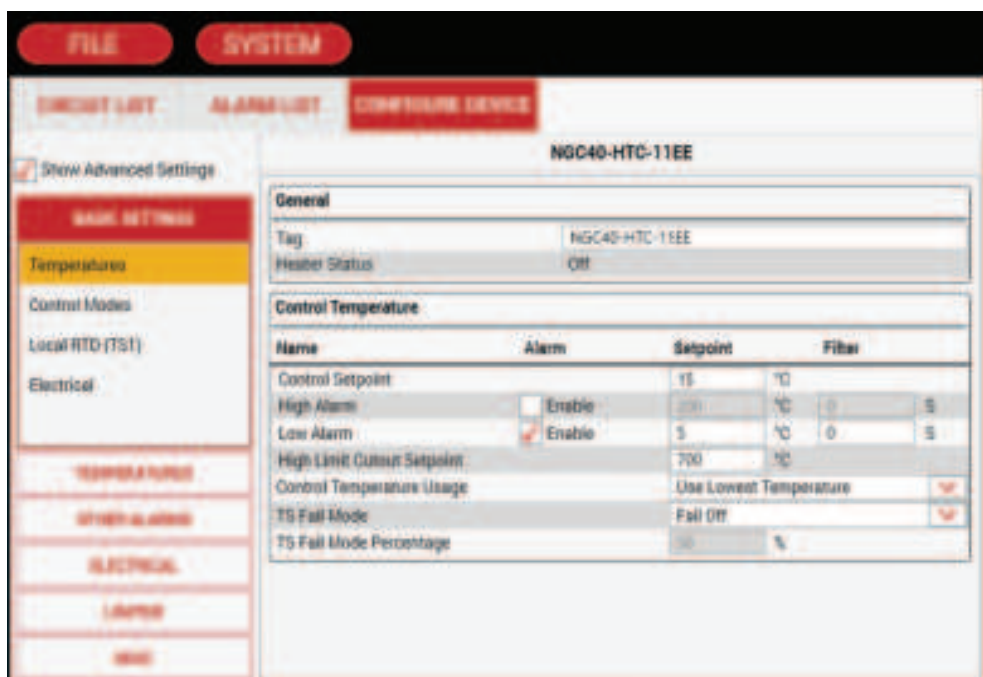 FILE SYSTEM
CIRCUIT LIST ALARM LIST CONFIGURE DEVICE
Show Advanced Settings
NGC40-HTC-11EE
BASIC SETTINGS
Temperatures
Control Modes
Local RTD (TS1)
Electrical
TEMPERATURES
OTHER ALARMS
ELECTRICAL
LIMITER
MISC
General
Tag NGC40-HTC-11EE
Heater Status Off
Control Temperature
Name Alarm Setpoint Filter
Control Setpoint 15 °C
High Alarm Enable °C 0 S
Low Alarm Enable 5 °C 0 S
High Limit Cutout Setpoint 700 °C
Control Temperature Usage Use Lowest Temperature
TS Fail Mode Fail Off
TS Fail Mode Percentage %